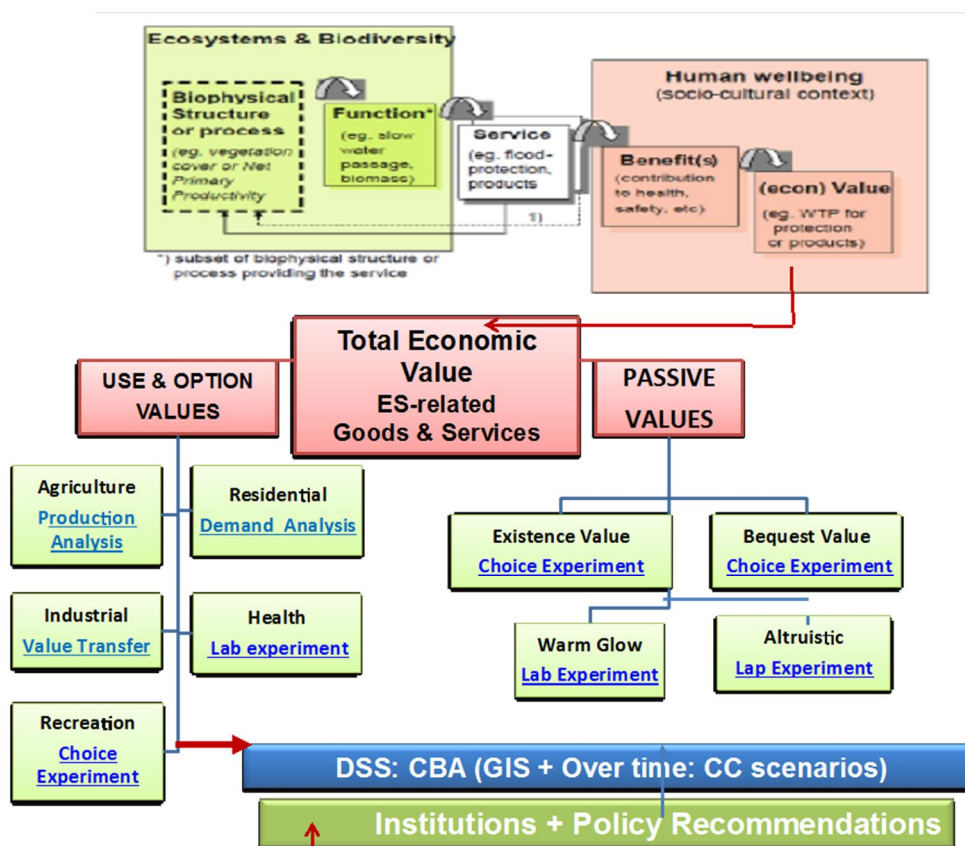 Ecosystems & Biodiversity
Biophysical
Structure
or process
(eg. vegetation
cover or Net
Primary
Productivity)
Function*
(eg. slow
water
passage,
biomass)
Service
(eg. flood-
protection,
products
1)
*) subset of biophysical structure or
process providing the service
Human wellbeing
(socio-cultural context)
Benefit(s)
(contribution
to health,
safety, etc)
(econ) Value
(eg. WTP for
protection
or products)
Total Economic
Value
ES-related
Goods & Services
USE & OPTION
VALUES
PASSIVE
VALUES
Agriculture
Production
Analysis
Residential
Demand Analysis
Industrial
Value Transfer
Health
Lab experiment
Recreation
Choice
Experiment
Existence Value
Choice Experiment
Bequest Value
Choice Experiment
Warm Glow
Lab Experiment
Altruistic
Lap Experiment
DSS: CBA (GIS + Over time: CC scenarios)
Institutions + Policy Recommendations